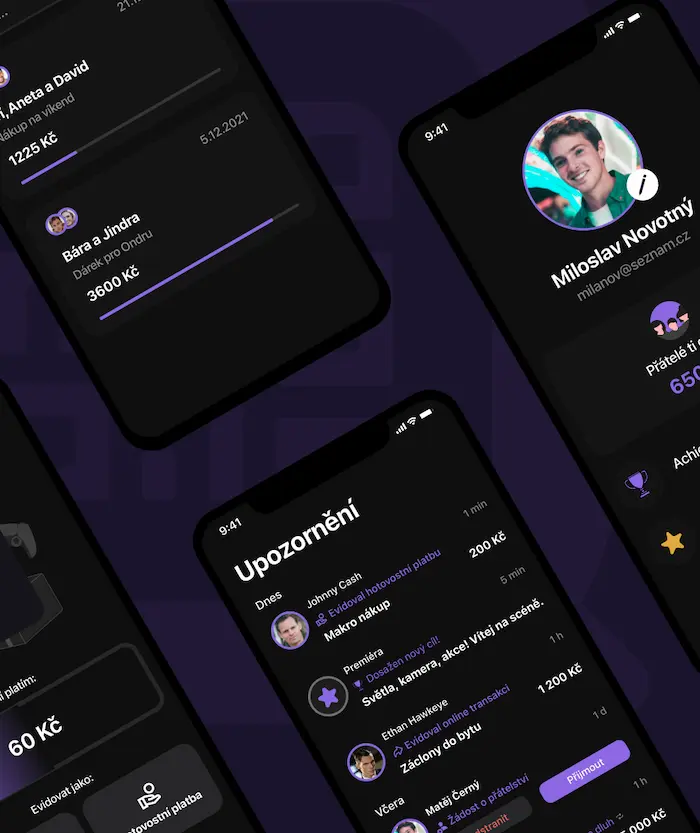 21.1
, Aneta a David
Nákup na víkend
1225 Kč
5.12.2021
Bára a Jindra
Dárek pro Ondru
3600 Kč
9:41
Miloslav Novotný
milanov@seznam.cz
Přátelé ti
650
Achie
9:41
Upozornění
Dnes
1 min
Johnny Cash
Evidoval hotovostní platbu
200 Kč
Makro nákup
5 min
Premiéra
Dosažen nový cíl!
Světla, kamera, akce! Vítej na scéně.
1 h
Ethan Hawkeye
Evidoval online transakci
1 200 Kč
Záclony do bytu
1 d
Včera
Matěj Černý
Žádost o přátelství
Přijmout
dstranit
1 h
dluh
000 Kč
platím:
60 Kč
Evidovat jako:
otovostní platba